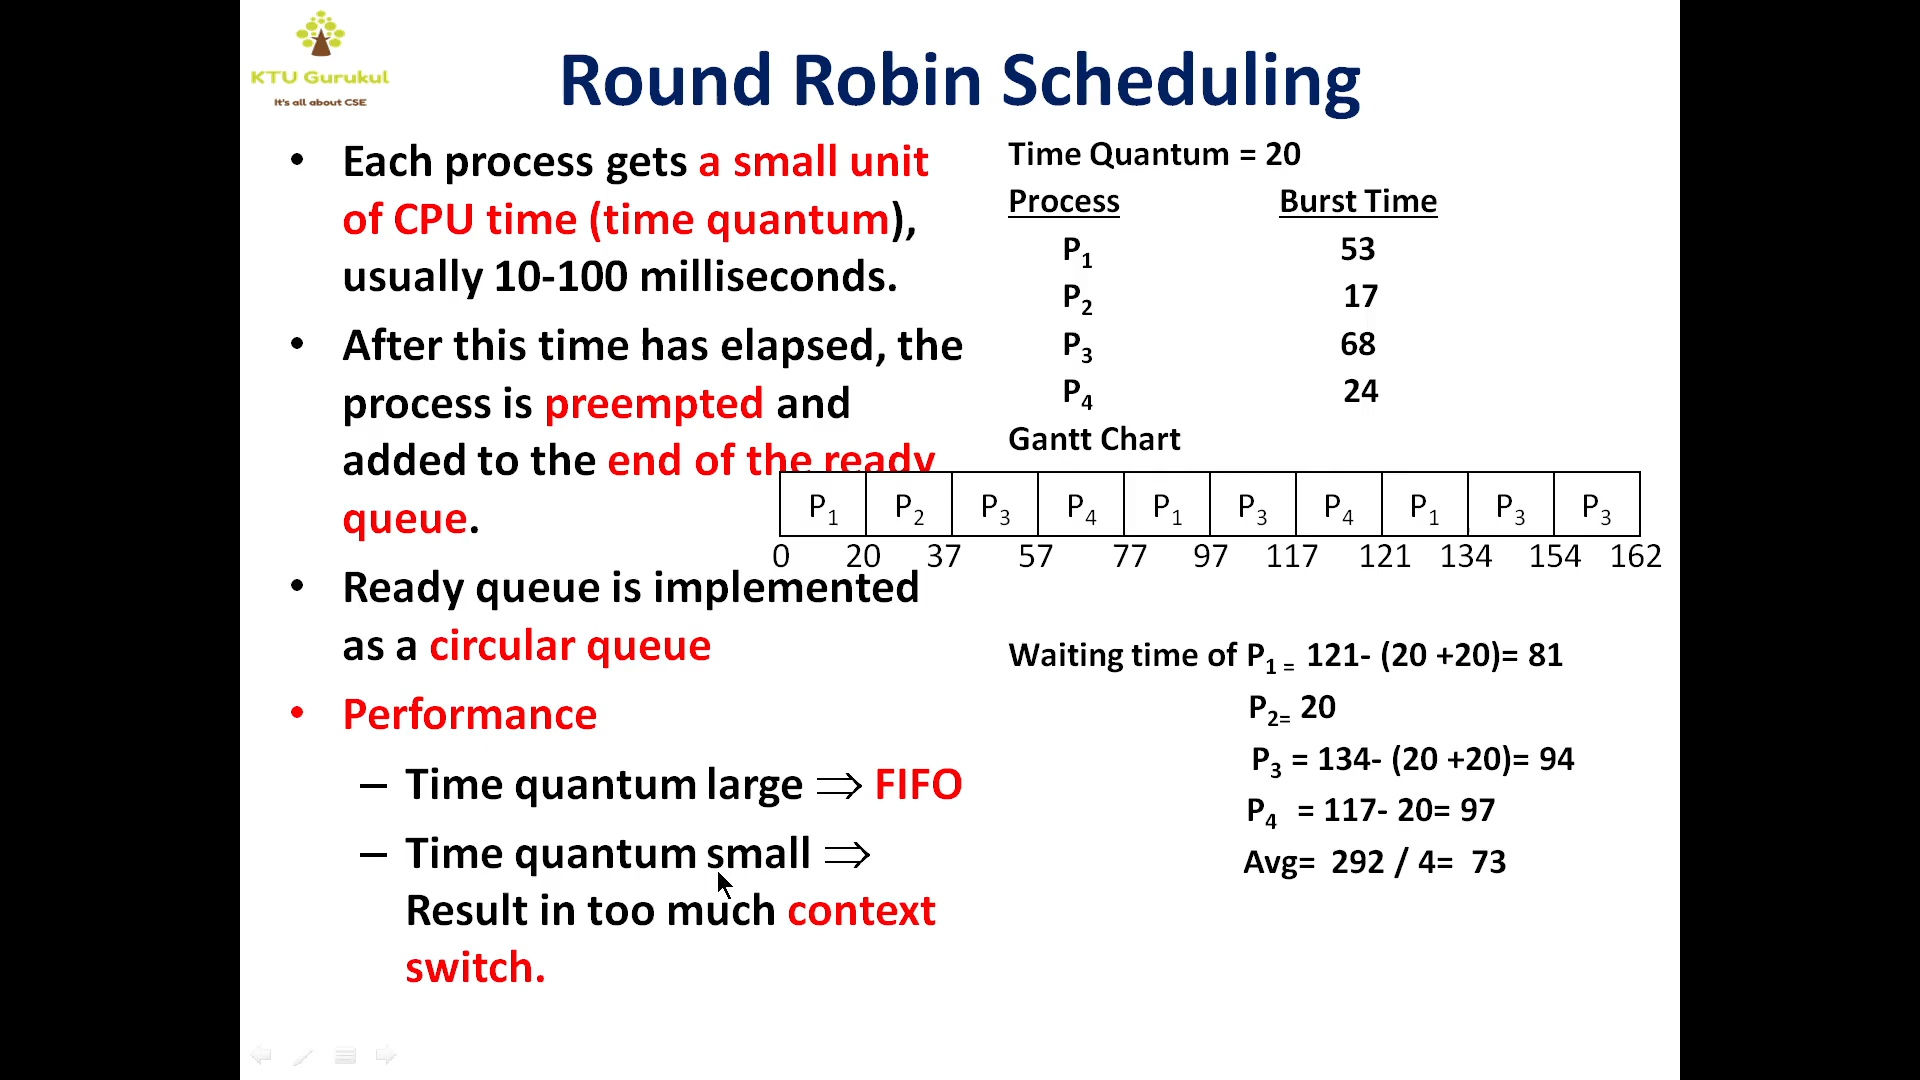 KTU Gurukul
It's all about CSE
Round Robin Scheduling
• Each process gets a small unit
of CPU time (time quantum),
usually 10-100 milliseconds.
• After this time has elapsed, the
process is preempted and
added to the end of the ready
queue.
• Ready queue is implemented
as a circular queue
• Performance
– Time quantum large ⇒ FIFO
– Time quantum small ⇒
Result in too much context
switch.
Time Quantum = 20
Process Burst Time
P1 53
P2 17
P3 68
P4 24
Gantt Chart
P1 P2 P3 P4 P1 P3 P4 P1 P3 P3
0 20 37 57 77 97 117 121 134 154 162
Waiting time of P1 = 121- (20 +20)= 81
P2= 20
P3 = 134- (20 +20)= 94
P4 = 117- 20= 97
Avg= 292 / 4= 73